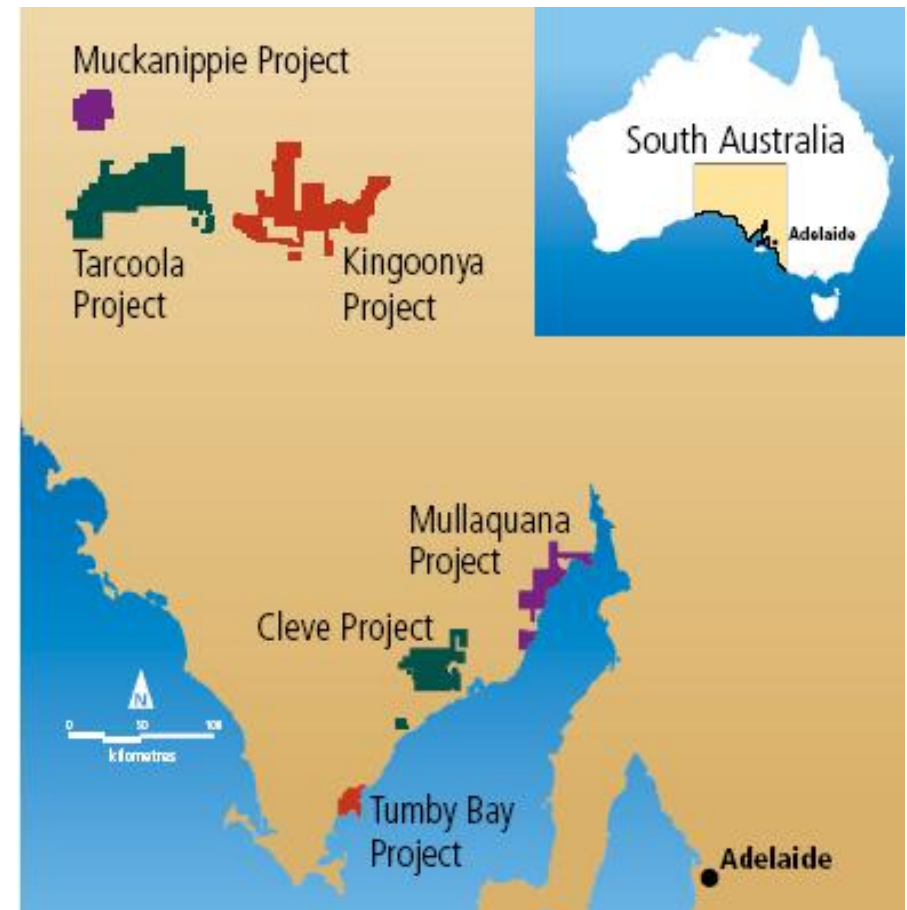 Muckanippie Project
South Australia
Adelaide
Tarcoola
Project
Kingoonya
Project
Mullaquana
Project
Cleve Project
N
0 50 100
kilometres
Tumby Bay
Project
Adelaide